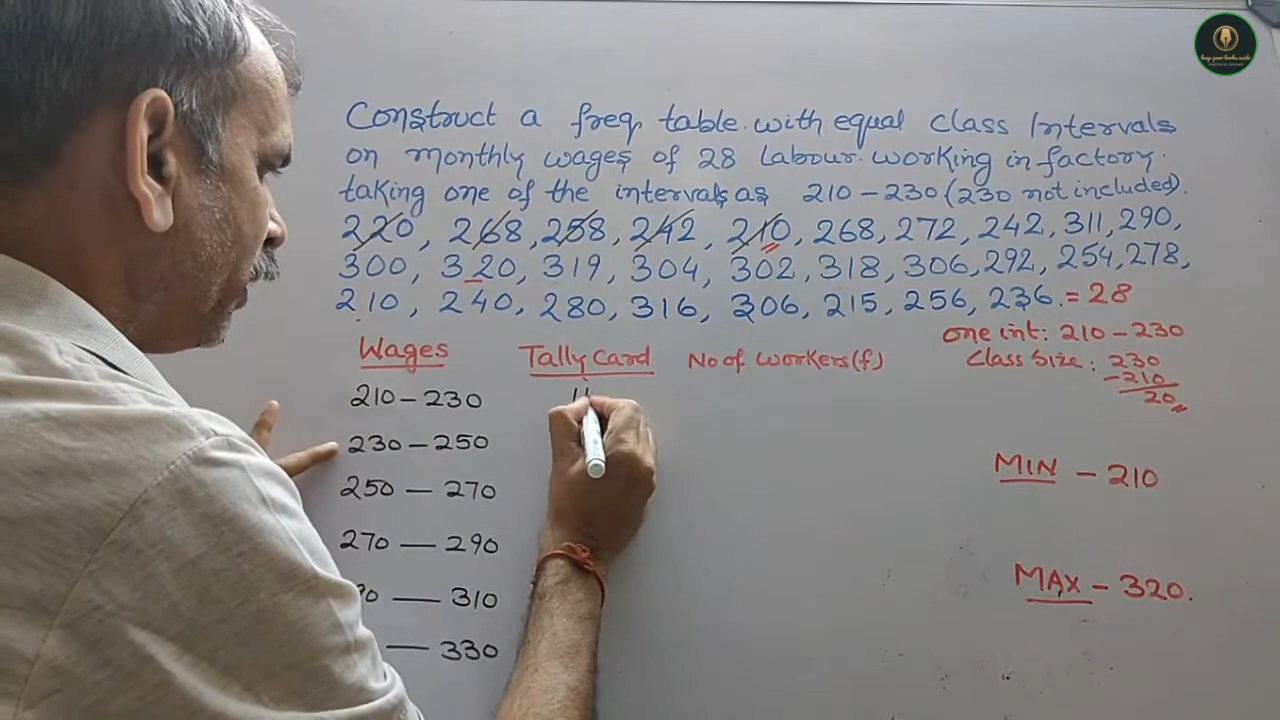 Construct a freq. table with equal class Intervals
on monthly wages of 28 Labour working in factory.
taking one of the intervals as 210-230 (230 not included).
220, 268, 258, 242, 210, 268, 272, 242, 311, 290,
300, 320, 319, 304, 302, 318, 306, 292, 254, 278,
210, 240, 280, 316, 306, 215, 256, 236. = 28
one int: 210-230
Class Size: 230
-210
20
Wages Tally Card No of workers(f)
210-230 ||
230-250
250-270
270-290
310
330
MIN - 210
MAX - 320.
keep your books aside